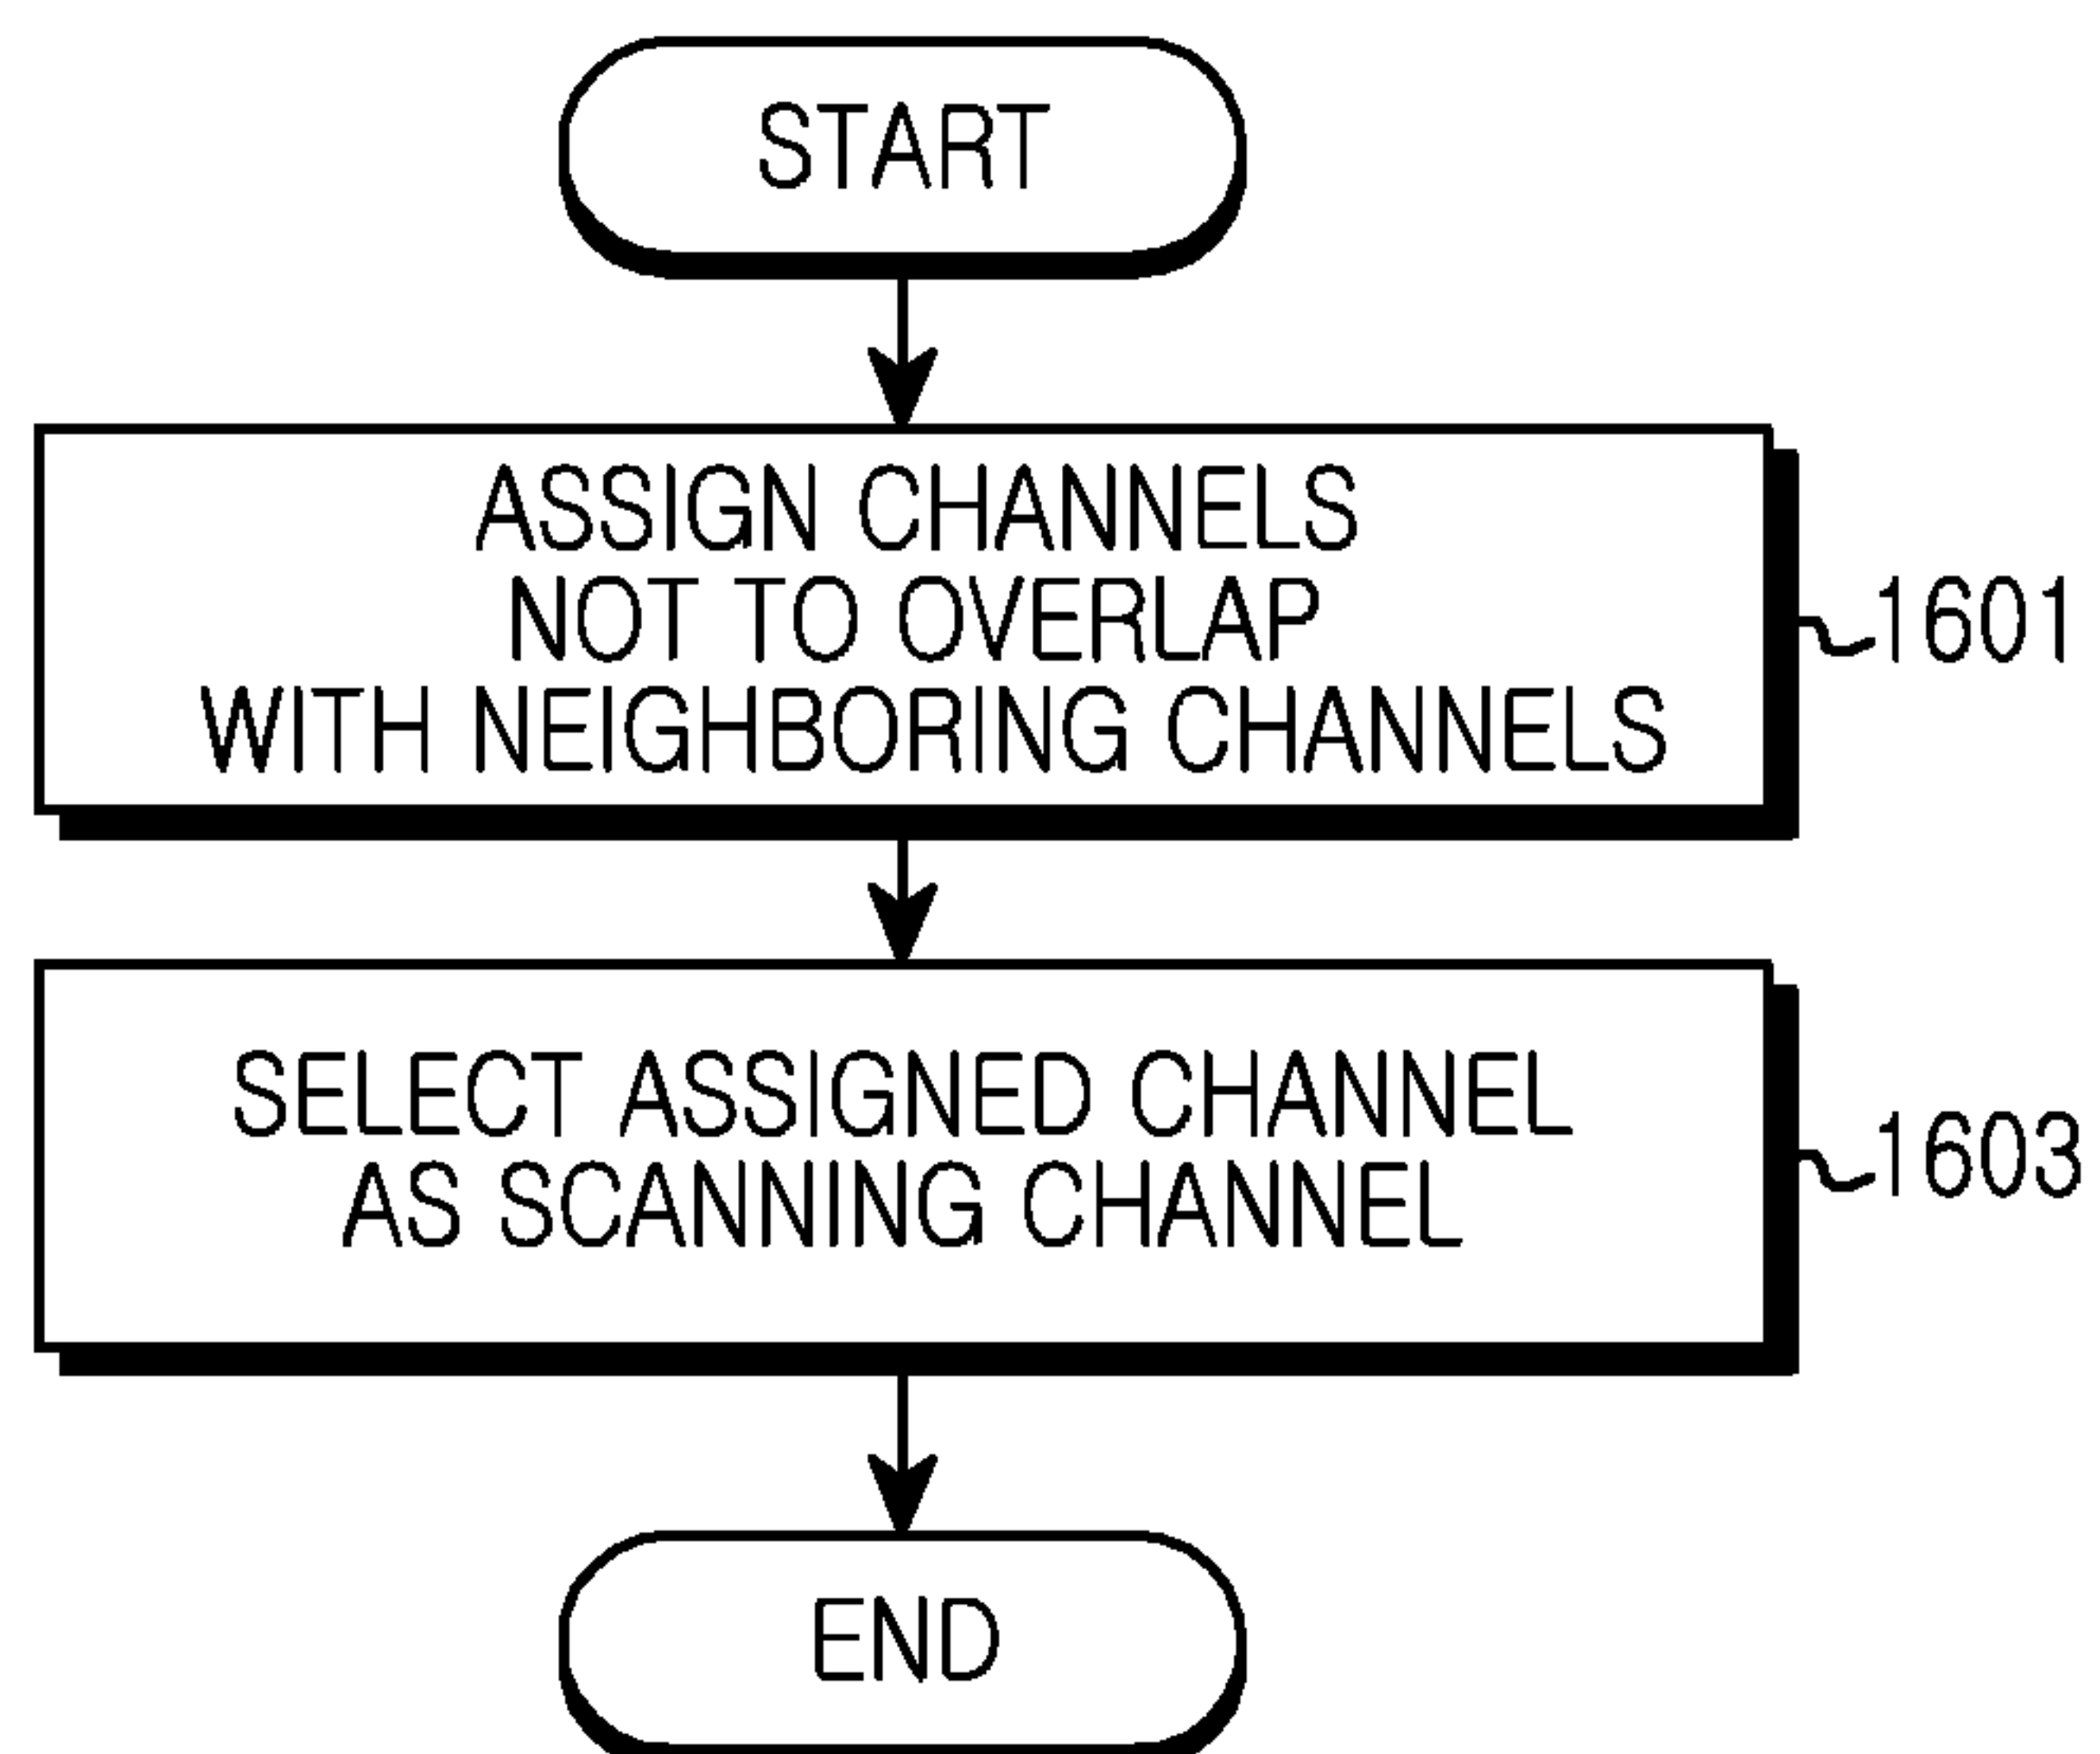 START
ASSIGN CHANNELS
NOT TO OVERLAP
WITH NEIGHBORING CHANNELS
1601
SELECT ASSIGNED CHANNEL
AS SCANNING CHANNEL
1603
END